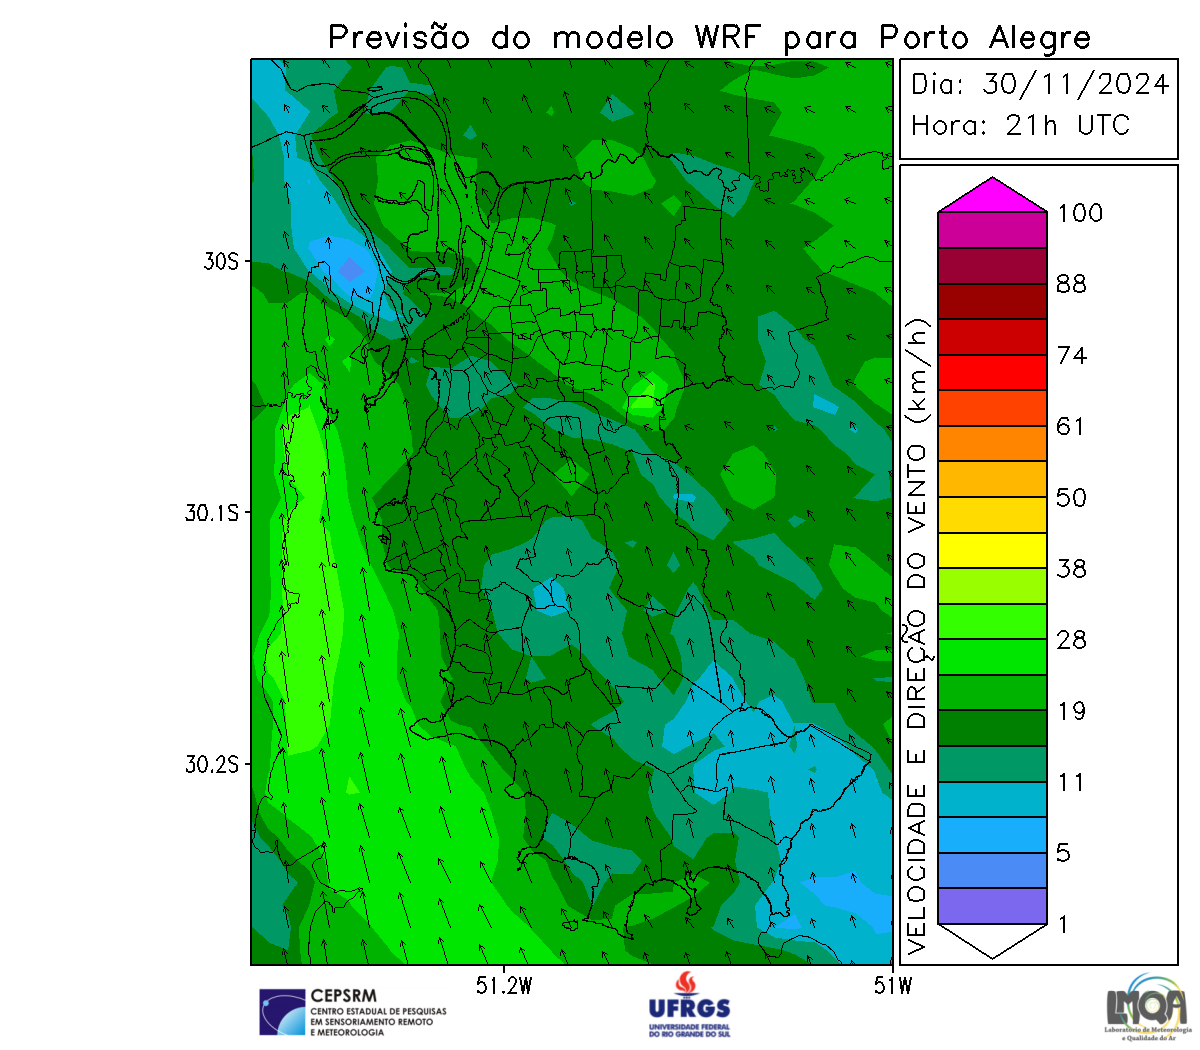 Previsão do modelo WRF para Porto Alegre
Dia: 30/11/2024
Hora: 21h UTC
100
88
74
61
50
38
28
19
11
5
1
VELOCIDADE E DIREÇÃO DO VENTO (km/h)
30S
30.1S
30.2S
51.2W
51W
CEPSRM
CENTRO ESTADUAL DE PESQUISAS
EM SENSORIAMENTO REMOTO
E METEOROLOGIA
UFRGS
UNIVERSIDADE FEDERAL
DO RIO GRANDE DO SUL
LMQA
Laboratório de Meteorologia
e Qualidade do Ar